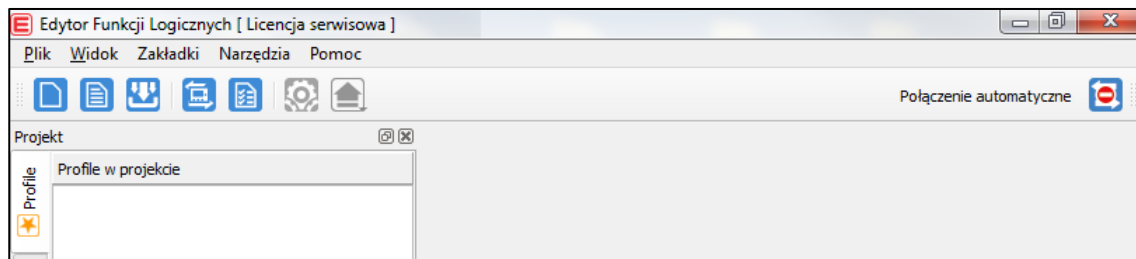 E Edytor Funkcji Logicznych [ Licencja serwisowa ]
Plik Widok Zakładki Narzędzia Pomoc
Połączenie automatyczne
Projekt
Profile w projekcie
Profile